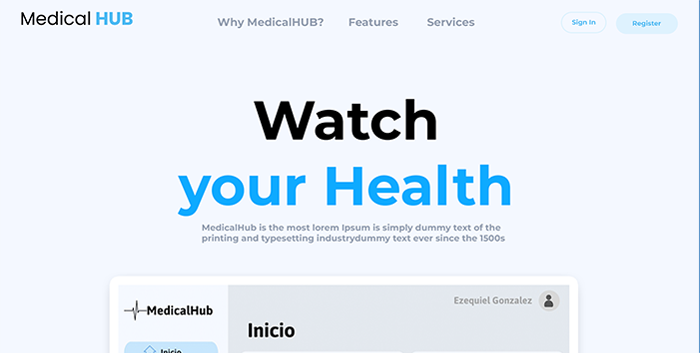 Medical HUB
Why MedicalHUB?
Features
Services
Sign In
Register
Watch
your Health
MedicalHub is the most lorem Ipsum is simply dummy text of the
printing and typesetting industrydummy text ever since the 1500s
Ezequiel Gonzalez
MedicalHub
Inicio
Inicio